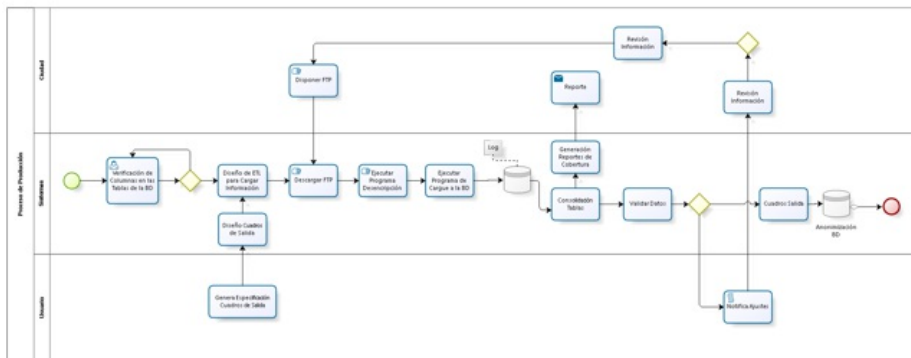 Proceso de Producción
Ciudad
Revisión
Información
Disponer FTP
Reporte
Revisión
Información
Sistemas
Log
Generación
Reportes de
Cobertura
Verificación de
Columnas en las
Tablas de la BD
Diseño de ETL
para Cargar
Información
Descargar FTP
Ejecutar
Programa
Desencripción
Ejecutar
Programa de
Cargue a la BD
Consolidación
Tablas
Validar Datos
Cuadros Salida
Diseño Cuadros
de Salida
Anonimización
BD
Usuario
Genera Especificación
Cuadros de Salida
Notifica Ajustes